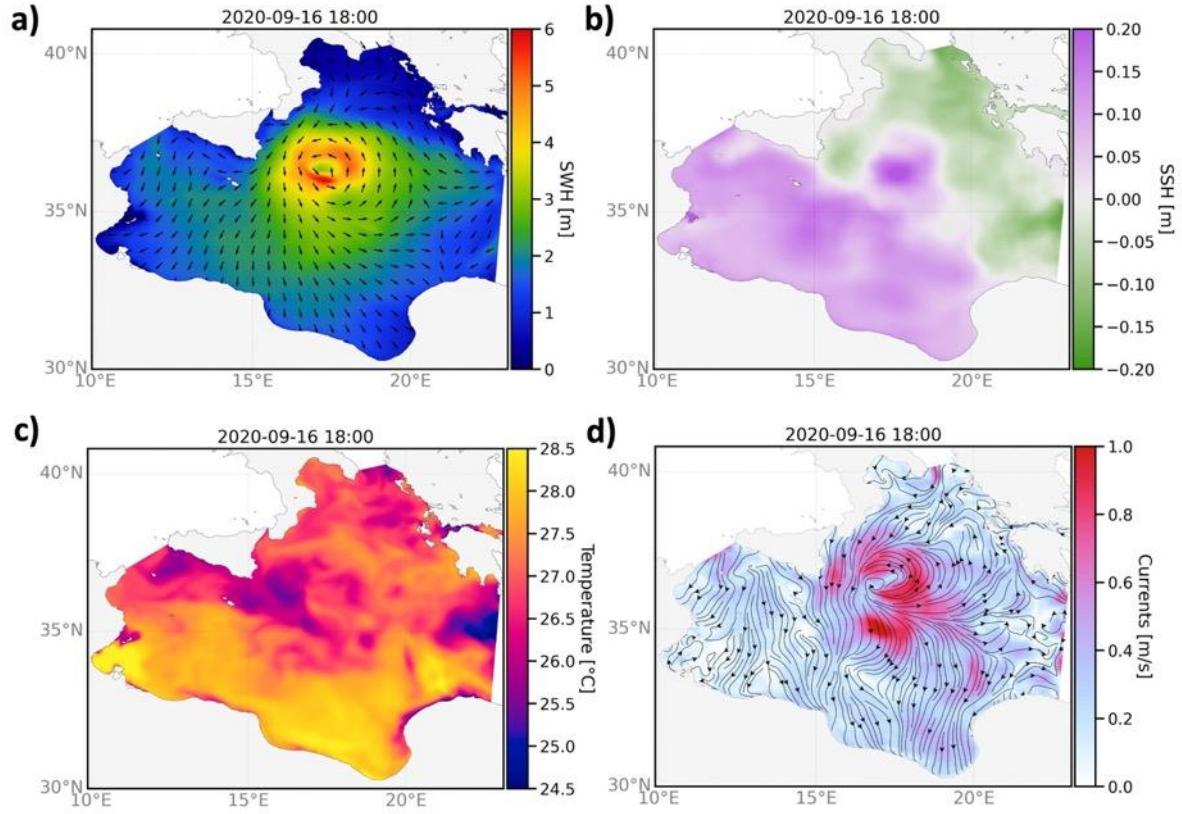 a)
2020-09-16 18:00
40°N
35°N
30°N
10°E 15°E 20°E
6
5
4
3
2
1
0
SWH [m]
b)
2020-09-16 18:00
40°N
35°N
30°N
10°E 15°E 20°E
0.20
0.15
0.10
0.05
0.00
−0.05
−0.10
−0.15
−0.20
SSH [m]
c)
2020-09-16 18:00
40°N
35°N
30°N
10°E 15°E 20°E
28.5
28.0
27.5
27.0
26.5
26.0
25.5
25.0
24.5
Temperature [°C]
d)
2020-09-16 18:00
40°N
35°N
30°N
10°E 15°E 20°E
1.0
0.8
0.6
0.4
0.2
0.0
Currents [m/s]